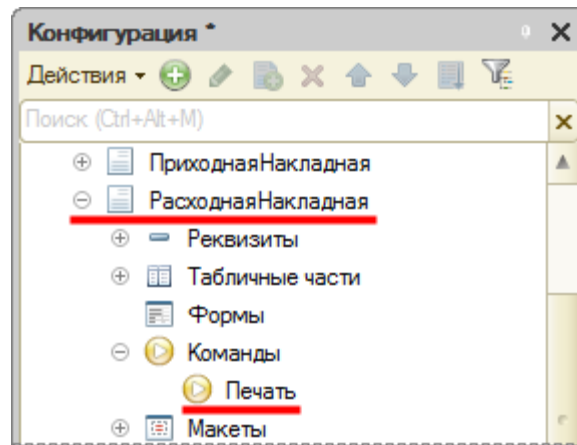 Конфигурация *
Действия
Поиск (Ctrl+Alt+M)
ПриходнаяНакладная
РасходнаяНакладная
Реквизиты
Табличные части
Формы
Команды
Печать
Макеты